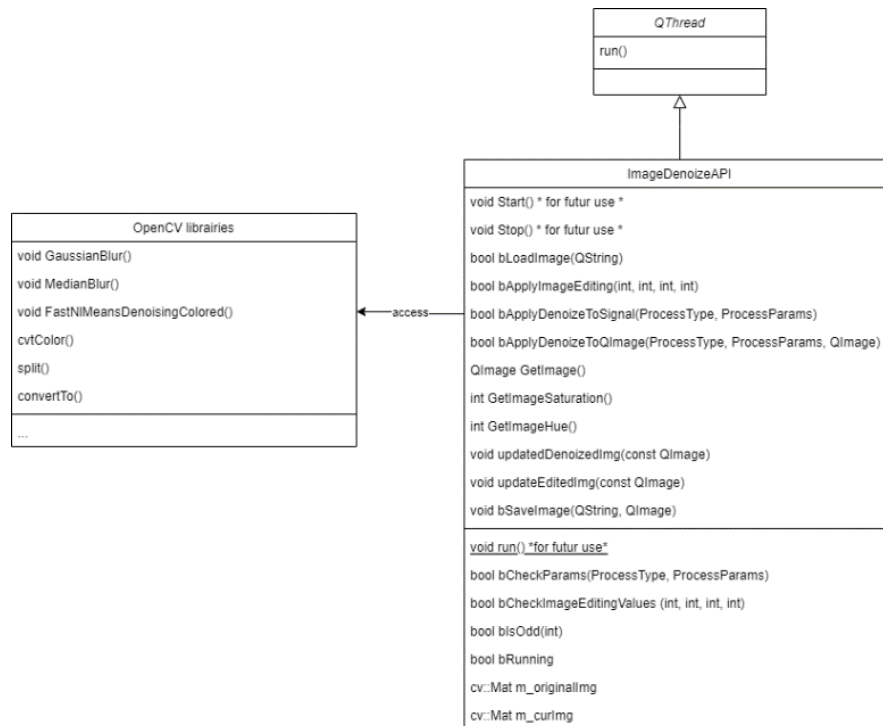 QThread
run()
ImageDenoizeAPI
void Start() * for futur use *
void Stop() * for futur use *
bool bLoadImage(QString)
bool bApplyImageEditing(int, int, int, int)
bool bApplyDenoizeToSignal(ProcessType, ProcessParams)
bool bApplyDenoizeToQImage(ProcessType, ProcessParams, QImage)
QImage GetImage()
int GetImageSaturation()
int GetImageHue()
void updatedDenoizedImg(const QImage)
void updateEditedImg(const QImage)
void bSaveImage(QString, QImage)
void run() *for futur use*
bool bCheckParams(ProcessType, ProcessParams)
bool bCheckImageEditingValues (int, int, int, int)
bool bIsOdd(int)
bool bRunning
cv::Mat m_originalImg
cv::Mat m_curImg
access
OpenCV librairies
void GaussianBlur()
void MedianBlur()
void FastNlMeansDenoisingColored()
cvtColor()
split()
convertTo()
...